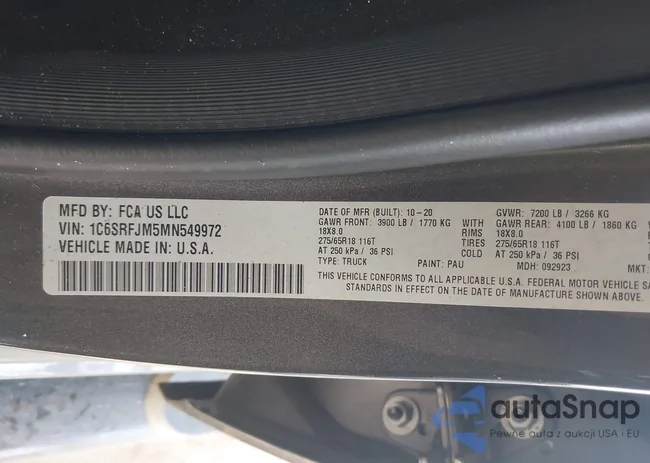 MFD BY: FCA US LLC
VIN: 1C6SRFJM5MN549972
VEHICLE MADE IN: U.S.A.
DATE OF MFR (BUILT): 10-20
GVWR: 7200 LB / 3266 KG
GAWR FRONT: 3900 LB / 1770 KG WITH GAWR REAR: 4100 LB / 1860 KG
18X8.0 RIMS 18X8.0
275/65R18 116T TIRES 275/65R18 116T
AT 250 kPa / 36 PSI COLD AT 250 kPa / 36 PSI
TYPE: TRUCK PAINT: PAU MDH: 092923 MKT:
THIS VEHICLE CONFORMS TO ALL APPLICABLE U.S.A. FEDERAL MOTOR VEHICLE SA
STANDARDS IN EFFECT ON THE DATE OF MANUFACTURE SHOWN ABOVE.
autoSnap
Pewne auta z aukcji USA i EU